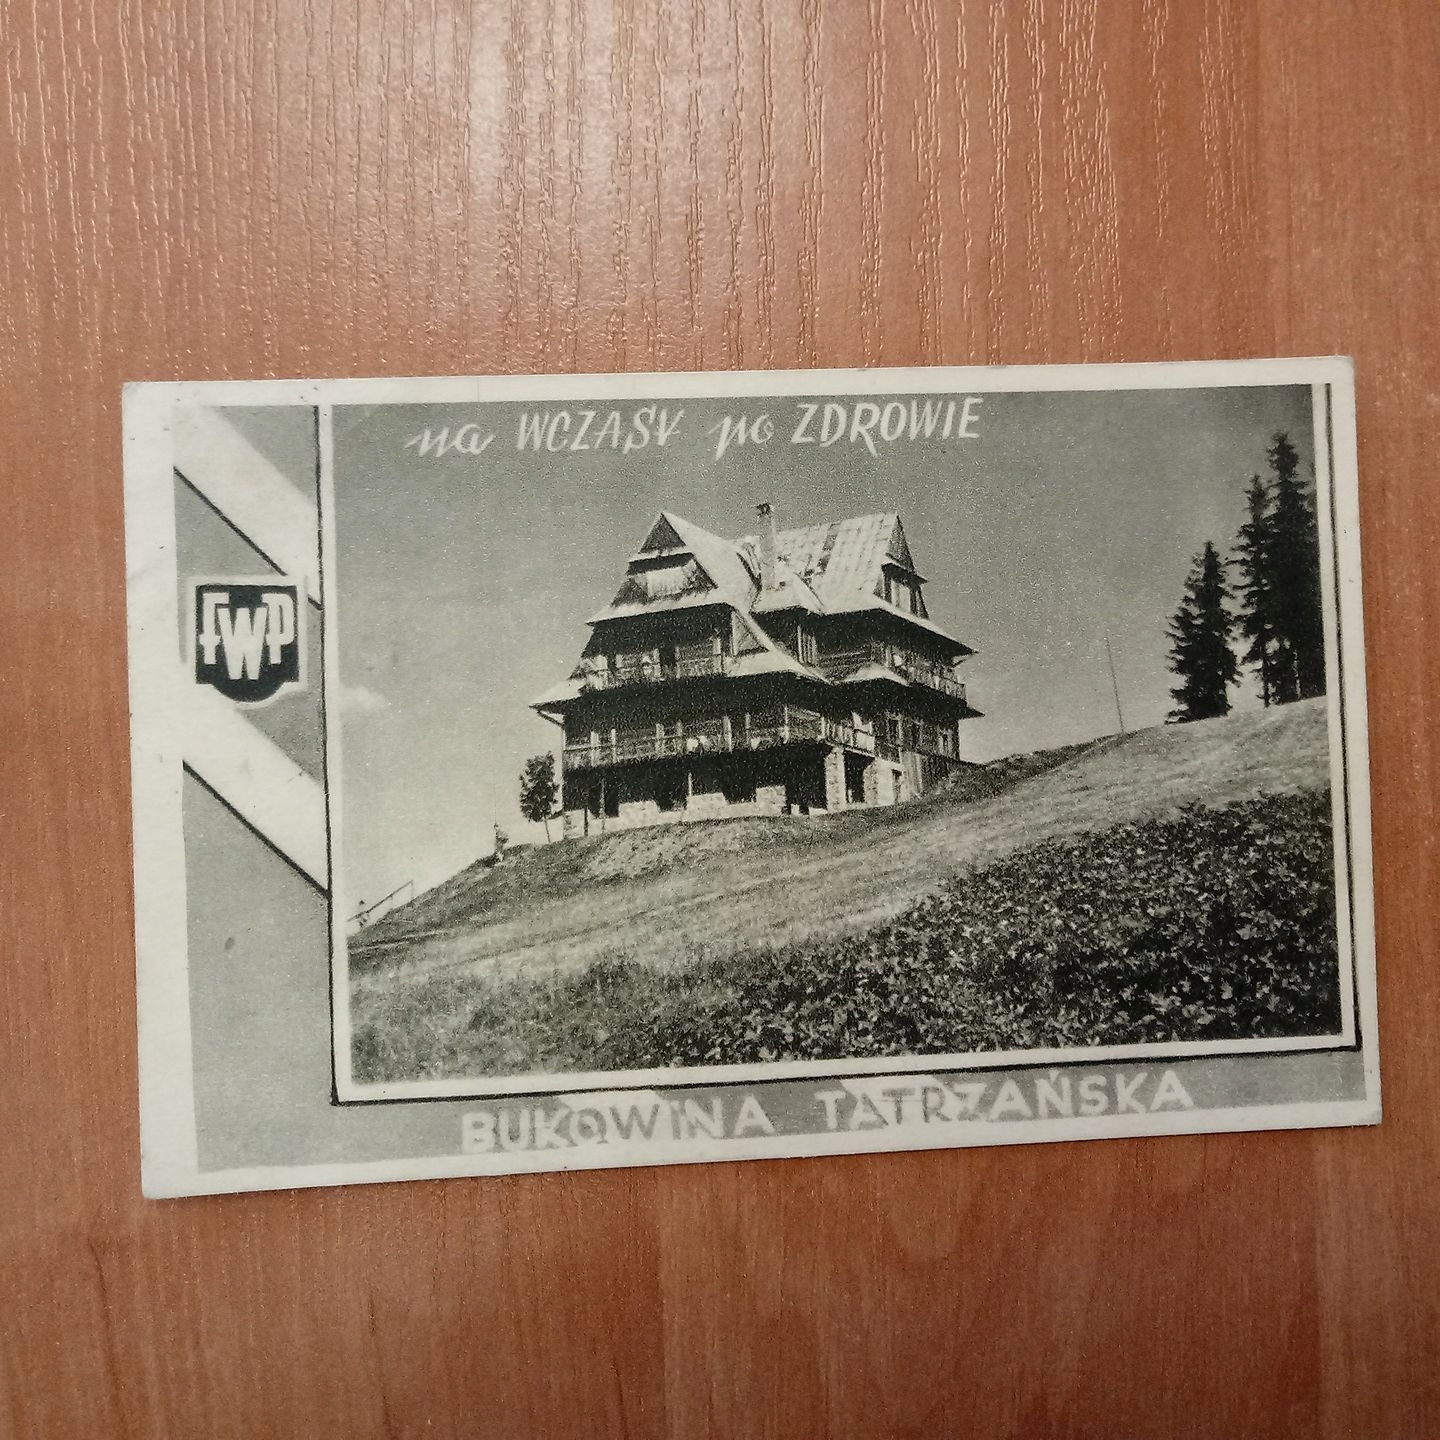 na WCZASY po ZDROWIE
FWP
BUKOWINA TATRZAŃSKA